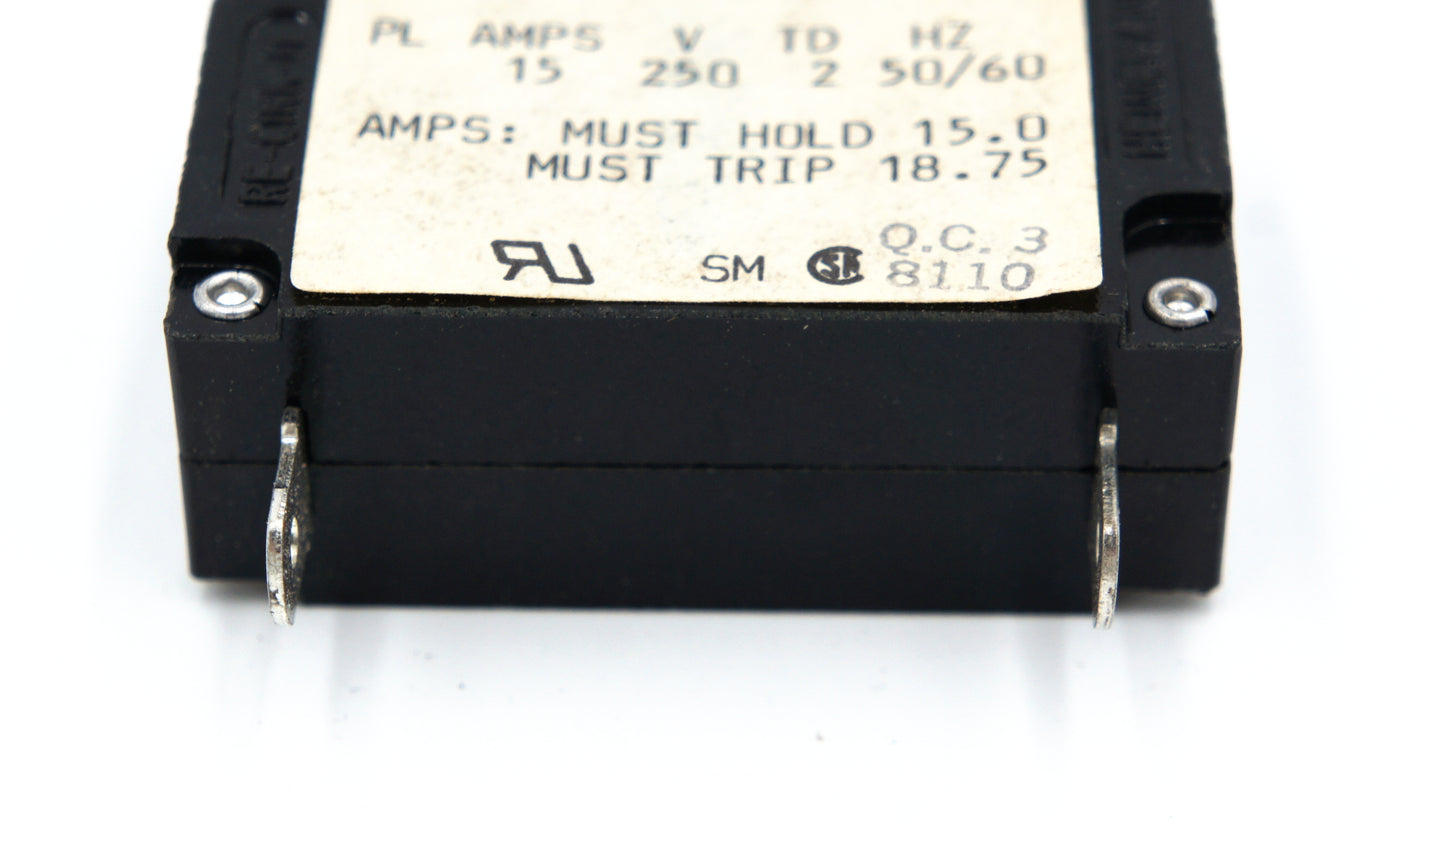 PL AMPS V TD HZ
15 250 2 50/60
AMPS: MUST HOLD 15.0
MUST TRIP 18.75
SM
Q.C. 3
8110